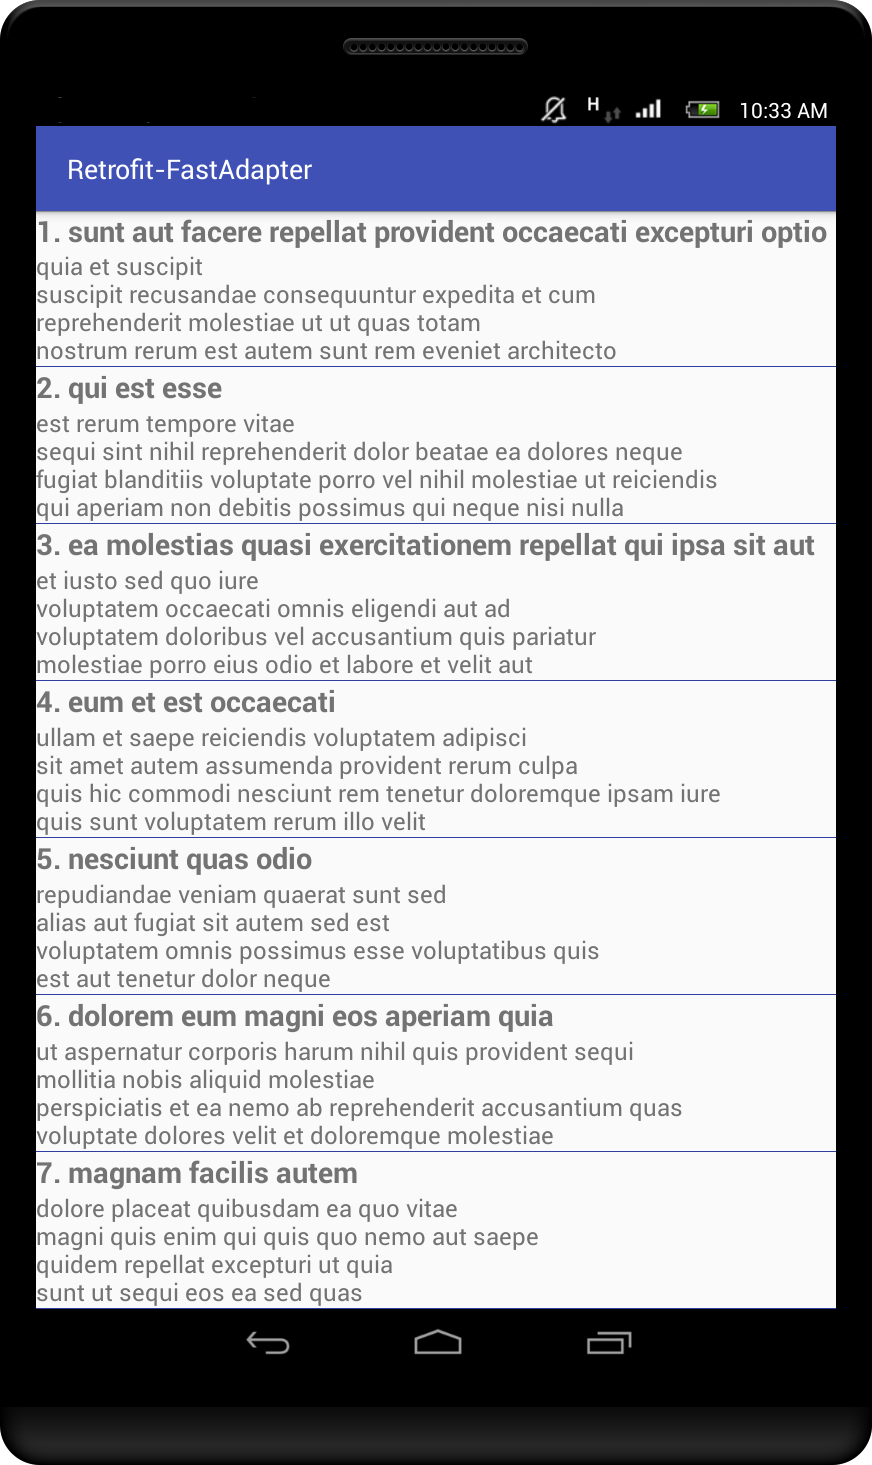 H
10:33 AM
Retrofit-FastAdapter
1. sunt aut facere repellat provident occaecati excepturi optio
quia et suscipit
suscipit recusandae consequuntur expedita et cum
reprehenderit molestiae ut ut quas totam
nostrum rerum est autem sunt rem eveniet architecto
2. qui est esse
est rerum tempore vitae
sequi sint nihil reprehenderit dolor beatae ea dolores neque
fugiat blanditiis voluptate porro vel nihil molestiae ut reiciendis
qui aperiam non debitis possimus qui neque nisi nulla
3. ea molestias quasi exercitationem repellat qui ipsa sit aut
et iusto sed quo iure
voluptatem occaecati omnis eligendi aut ad
voluptatem doloribus vel accusantium quis pariatur
molestiae porro eius odio et labore et velit aut
4. eum et est occaecati
ullam et saepe reiciendis voluptatem adipisci
sit amet autem assumenda provident rerum culpa
quis hic commodi nesciunt rem tenetur doloremque ipsam iure
quis sunt voluptatem rerum illo velit
5. nesciunt quas odio
repudiandae veniam quaerat sunt sed
alias aut fugiat sit autem sed est
voluptatem omnis possimus esse voluptatibus quis
est aut tenetur dolor neque
6. dolorem eum magni eos aperiam quia
ut aspernatur corporis harum nihil quis provident sequi
mollitia nobis aliquid molestiae
perspiciatis et ea nemo ab reprehenderit accusantium quas
voluptate dolores velit et doloremque molestiae
7. magnam facilis autem
dolore placeat quibusdam ea quo vitae
magni quis enim qui quis quo nemo aut saepe
quidem repellat excepturi ut quia
sunt ut sequi eos ea sed quas